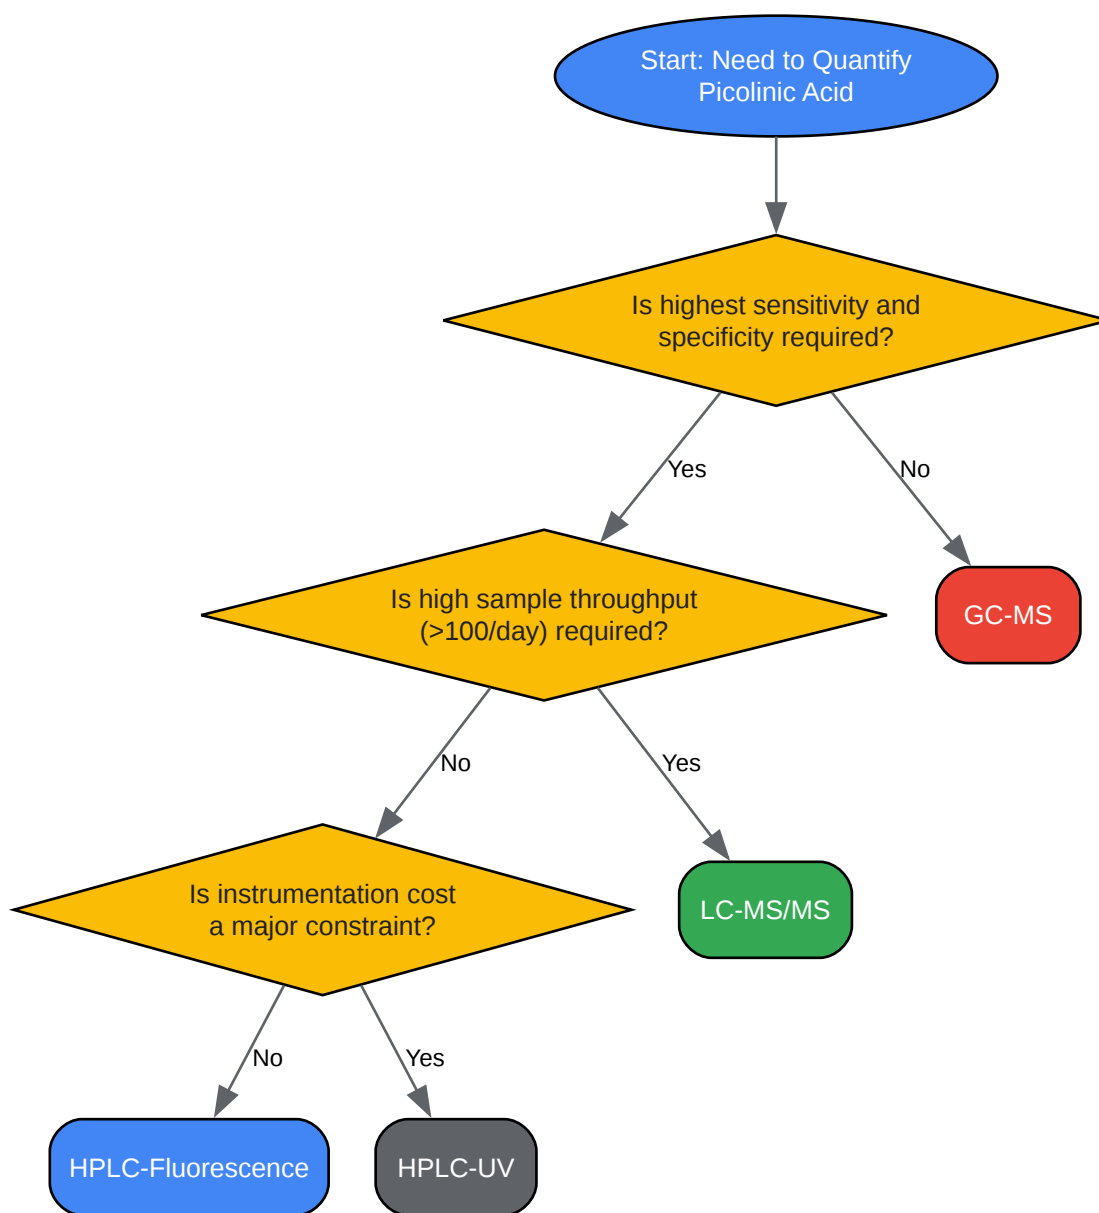 Start: Need to Quantify
Picolinic Acid
Is highest sensitivity and
specificity required?
Yes
No
Is high sample throughput
(>100/day) required?
GC-MS
No
Yes
Is instrumentation cost
a major constraint?
LC-MS/MS
No
Yes
HPLC-Fluorescence
HPLC-UV